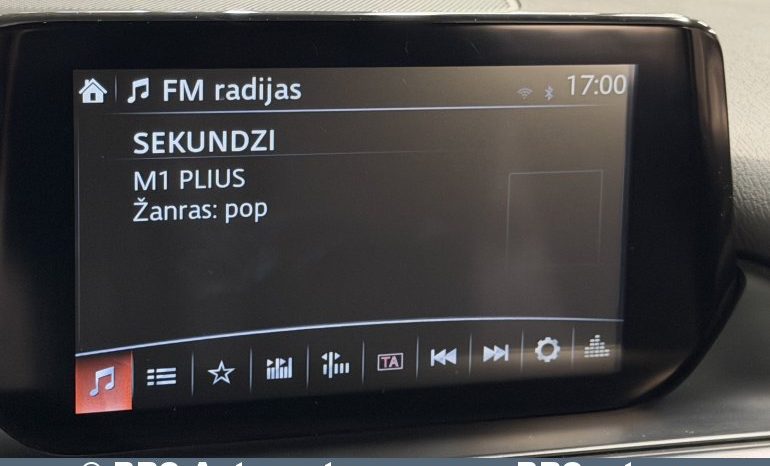 FM radijas
17:00
SEKUNDZI
M1 PLIUS
Žanras: pop
TA